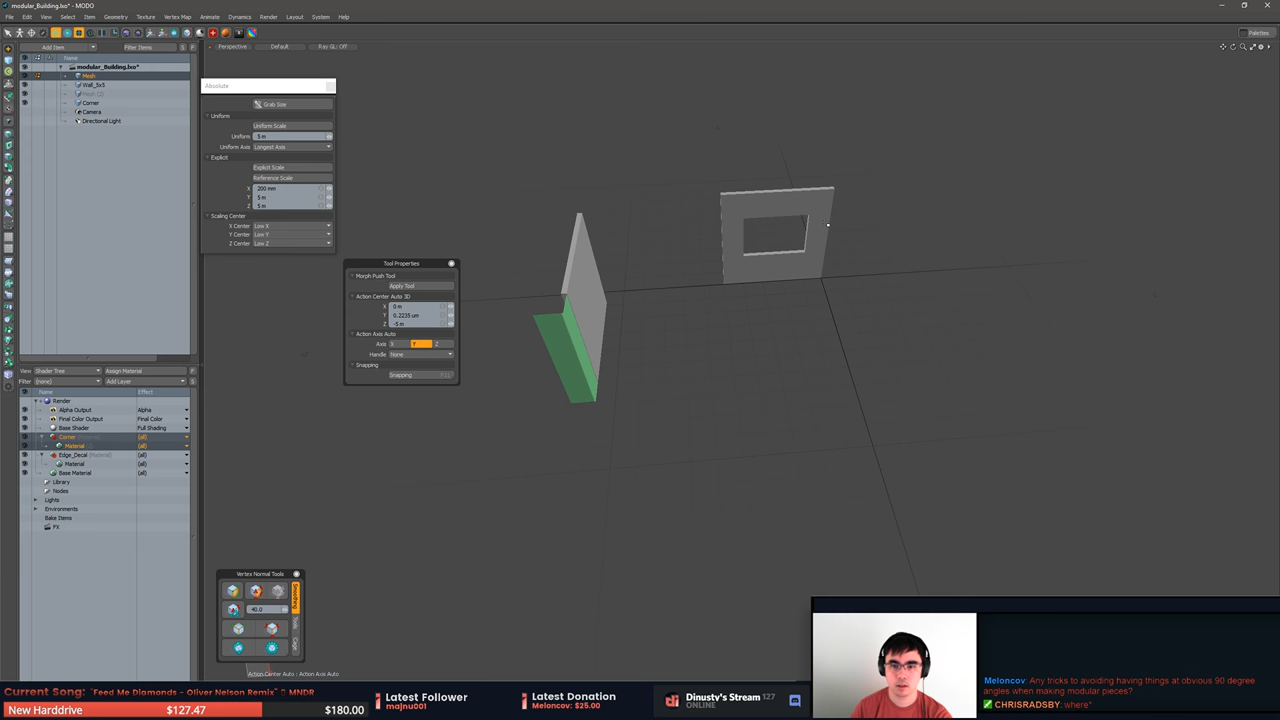 modular_Building.lxo* - MODO
File Edit View Select Item Geometry Texture Vertex Map Animate Dynamics Render Layout System Help
Palettes
Add Item Filter Items S F
Name
modular_Building.lxo*
Mesh
Wall_5x5
Mesh (2)
Corner
Camera
Directional Light
Perspective Default Ray GL: Off
Absolute
Grab Size
Uniform
Uniform Scale
Uniform 5 m
Uniform Axis Longest Axis
Explicit
Explicit Scale
Reference Scale
X 200 mm
Y 5 m
Z 5 m
Scaling Center
X Center Low X
Y Center Low Y
Z Center Low Z
Tool Properties
Morph Push Tool
Apply Tool
Action Center Auto 3D
X 0 m
Y 0.2235 um
Z -5 m
Action Axis Auto
Axis X Y Z
Handle None
Snapping
Snapping
View Shader Tree Assign Material F
Filter (none) Add Layer S
Name Effect
Render
Alpha Output Alpha
Final Color Output Final Color
Base Shader Full Shading
Corner (Material) (all)
Material (2) (all)
Edge_Decal (Material) (all)
Material (all)
Base Material (all)
Library
Nodes
Lights
Environments
Bake Items
FX
Vertex Normal Tools
40.0
Smoothing
Tools
Action Center Auto : Action Axis Auto
Meloncov: Any tricks to avoiding having things at obvious 90 degree
angles when making modular pieces?
CHRISRADSBY: where*
Current Song: "Feed Me Diamonds - Oliver Nelson Remix" MNDR
New Harddrive $127.47 $180.00
Latest Follower
majnu001
Latest Donation
Meloncov: $25.00
Dinusty's Stream 127
ONLINE